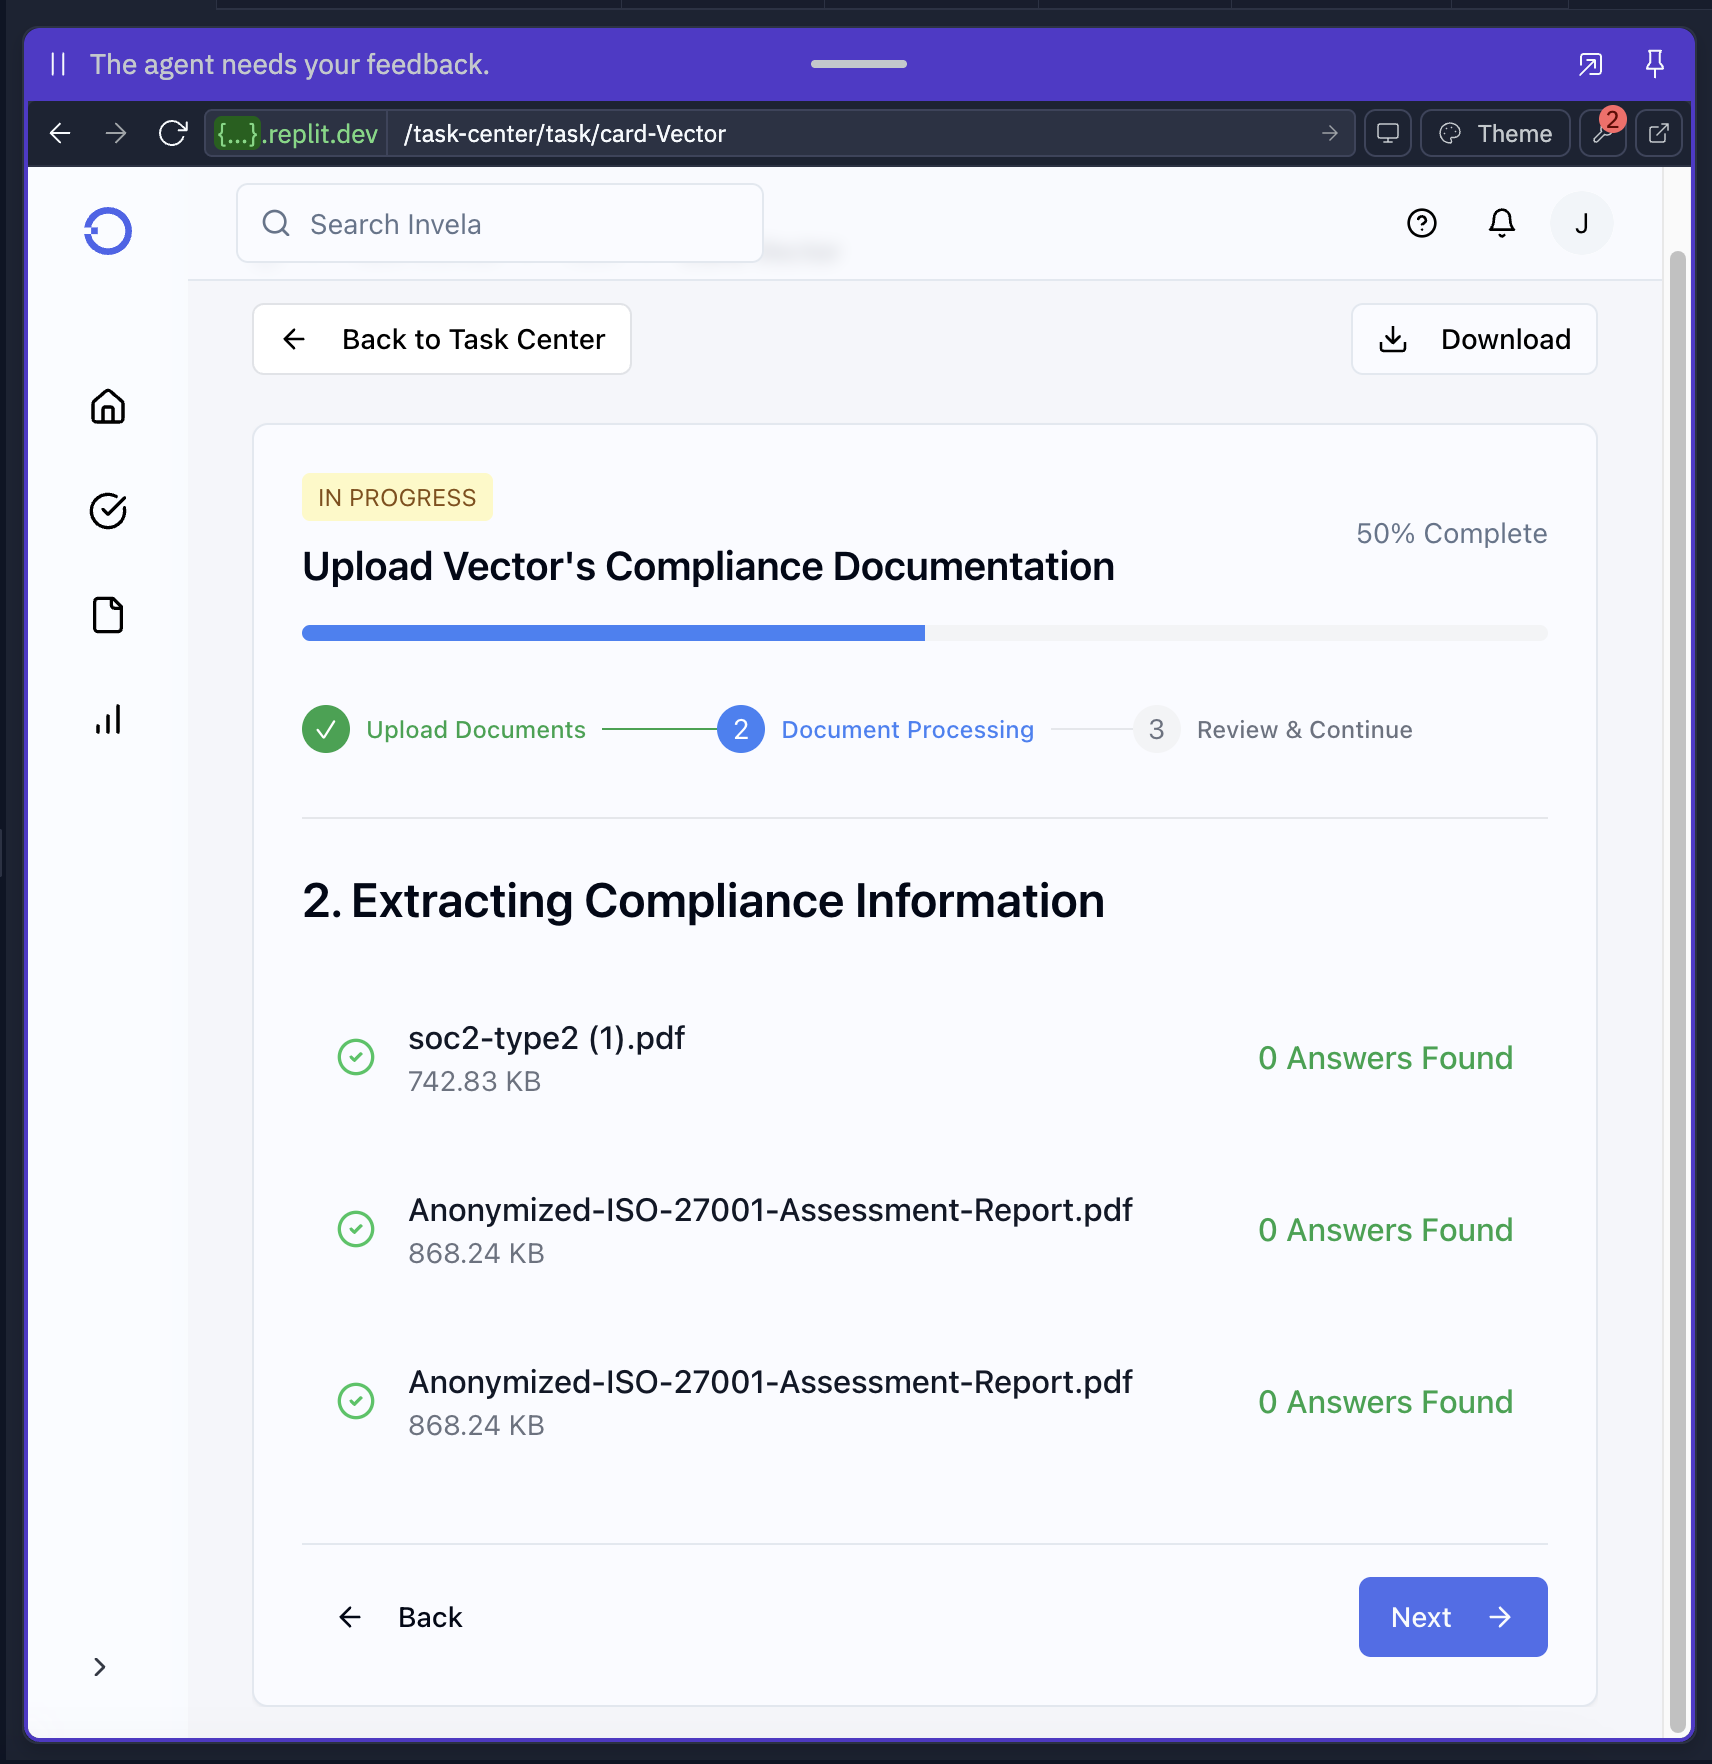 The agent needs your feedback.
{...}.replit.dev /task-center/task/card-Vector
Theme
2
Search Invela
J
Back to Task Center
Download
IN PROGRESS
50% Complete
Upload Vector's Compliance Documentation
Upload Documents
2 Document Processing
3 Review & Continue
2. Extracting Compliance Information
soc2-type2 (1).pdf
742.83 KB
0 Answers Found
Anonymized-ISO-27001-Assessment-Report.pdf
868.24 KB
0 Answers Found
Anonymized-ISO-27001-Assessment-Report.pdf
868.24 KB
0 Answers Found
Back
Next